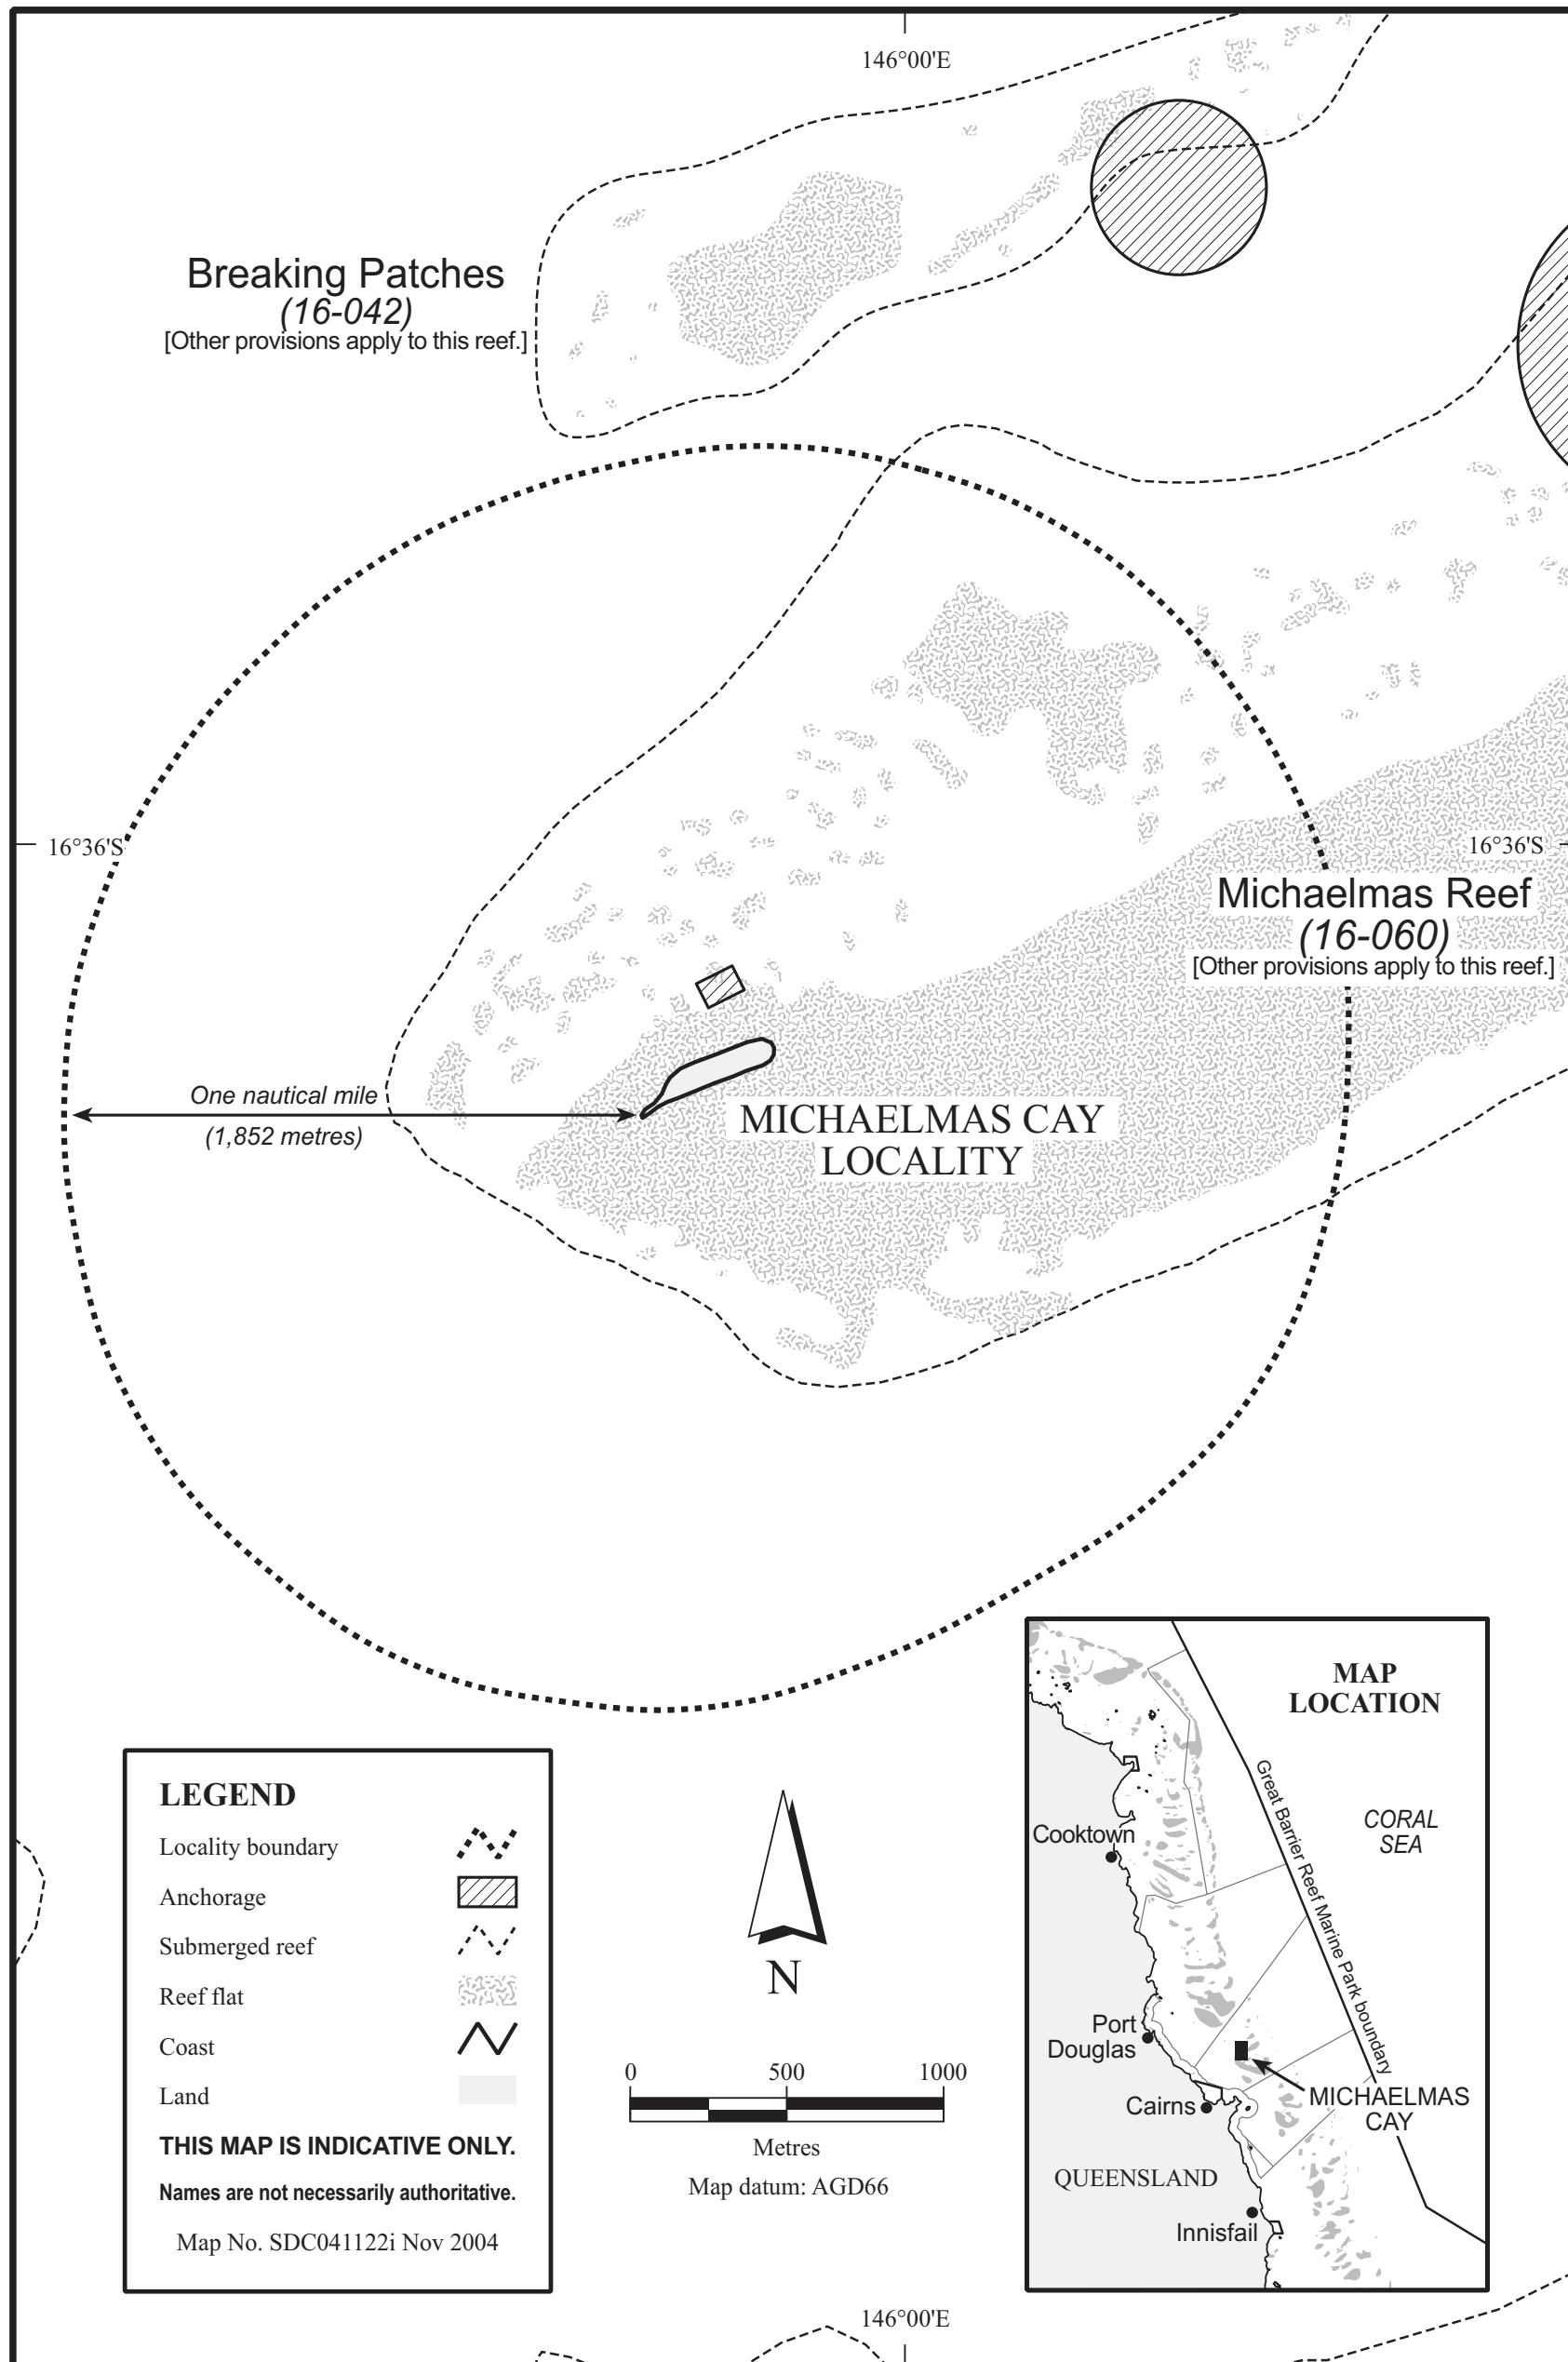 146°00'E
Breaking Patches
(16-042)
[Other provisions apply to this reef.]
16°36'S
16°36'S
Michaelmas Reef
(16-060)
[Other provisions apply to this reef.]
One nautical mile
(1,852 metres)
MICHAELMAS CAY
LOCALITY
LEGEND
Locality boundary
Anchorage
Submerged reef
Reef flat
Coast
Land
THIS MAP IS INDICATIVE ONLY.
Names are not necessarily authoritative.
Map No. SDC041122i Nov 2004
N
0 500 1000
Metres
Map datum: AGD66
MAP
LOCATION
Great Barrier Reef Marine Park boundary
CORAL
SEA
Cooktown
Port
Douglas
Cairns
MICHAELMAS
CAY
QUEENSLAND
Innisfail
146°00'E